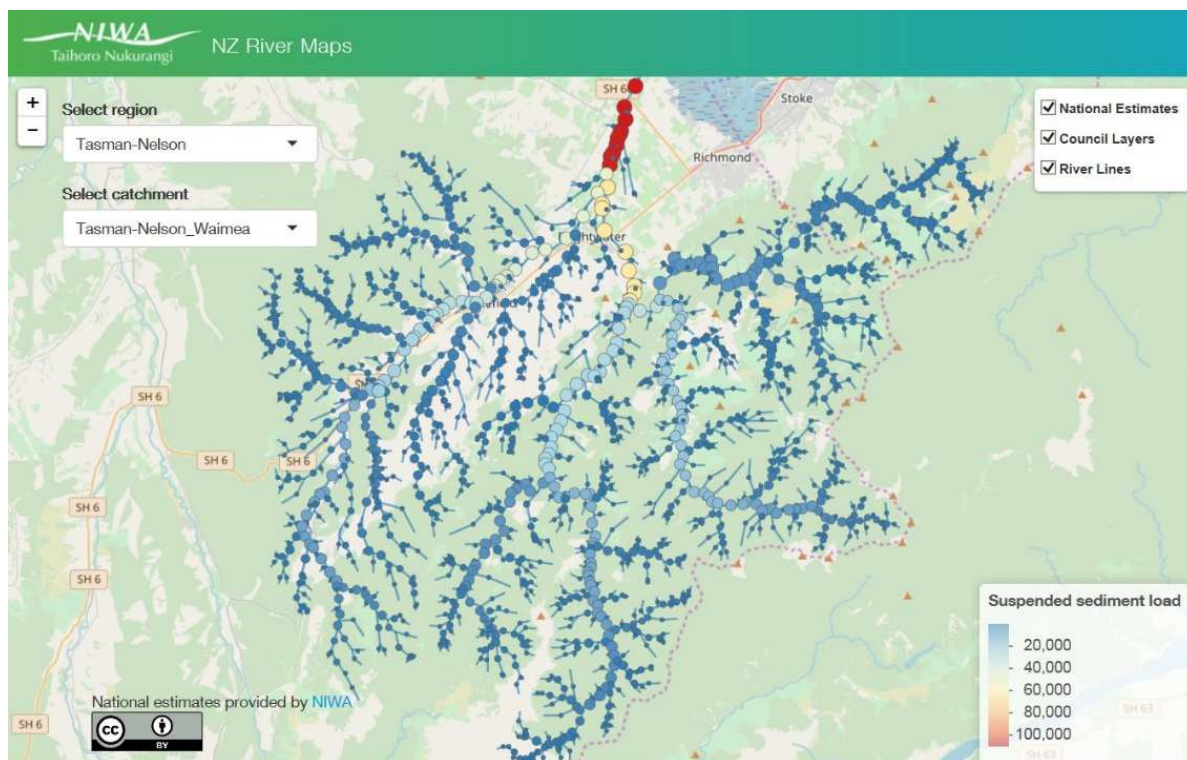 NIWA
Taihoro Nukurangi
NZ River Maps
+
−
Select region
Tasman-Nelson
Select catchment
Tasman-Nelson_Waimea
National Estimates
Council Layers
River Lines
SH 6
Stoke
Richmond
SH 6
SH 6
SH 6
SH 6
SH 6
SH 6
Suspended sediment load
20,000
40,000
60,000
80,000
100,000
SH 63
SH 63
National estimates provided by NIWA
cc
BY